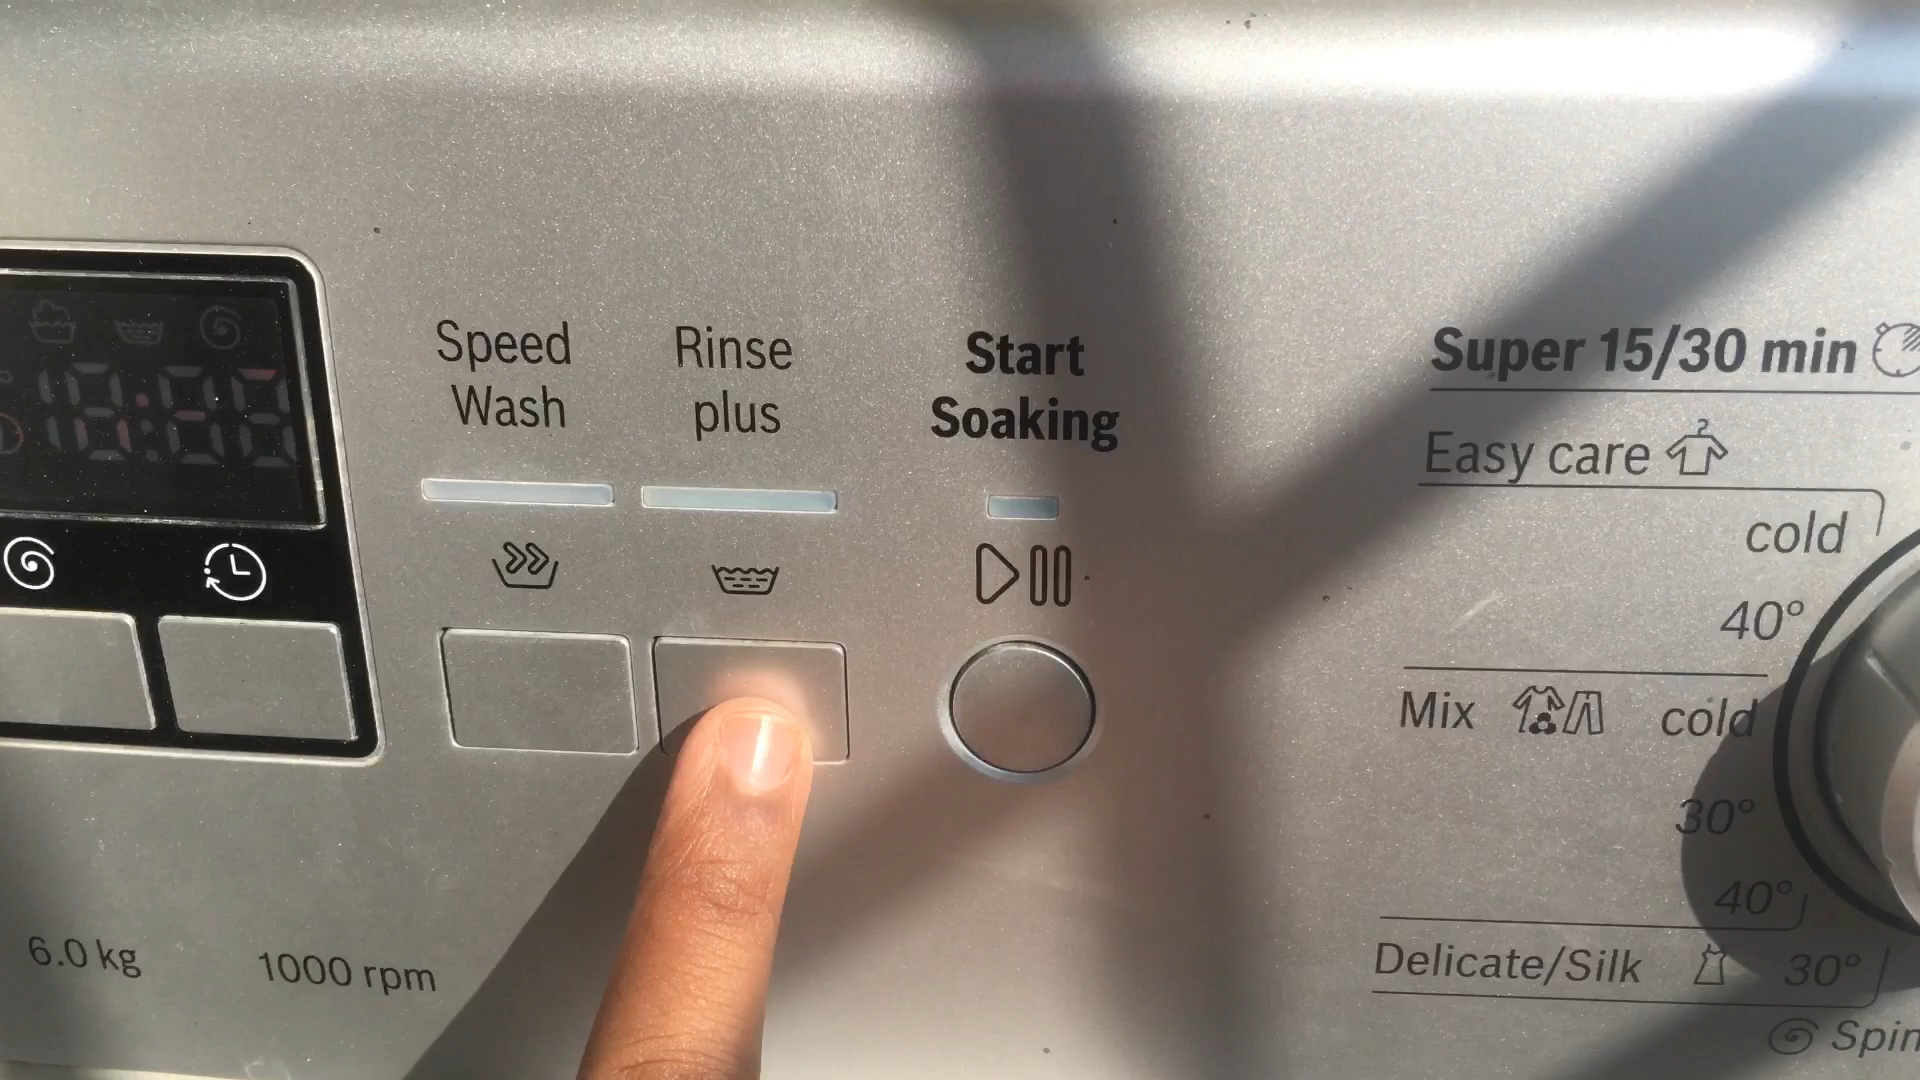 Speed
Wash
Rinse
plus
Start
Soaking
6.0 kg
1000 rpm
Super 15/30 min
Easy care
cold
40°
Mix
cold
30°
40°
Delicate/Silk
30°
Spin